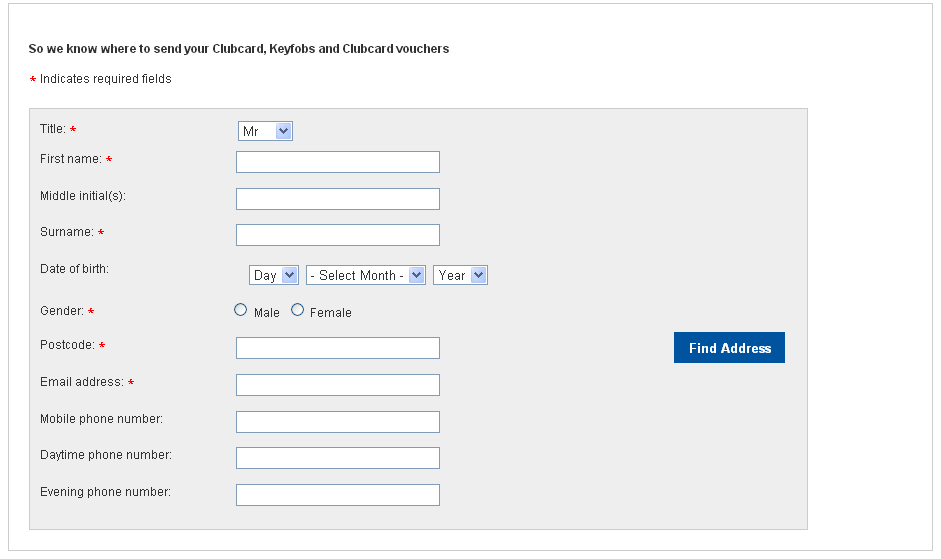 So we know where to send your Clubcard, Keyfobs and Clubcard vouchers
* Indicates required fields
Title: * Mr
First name: *
Middle initial(s):
Surname: *
Date of birth: Day - Select Month - Year
Gender: * Male Female
Postcode: * Find Address
Email address: *
Mobile phone number:
Daytime phone number:
Evening phone number: